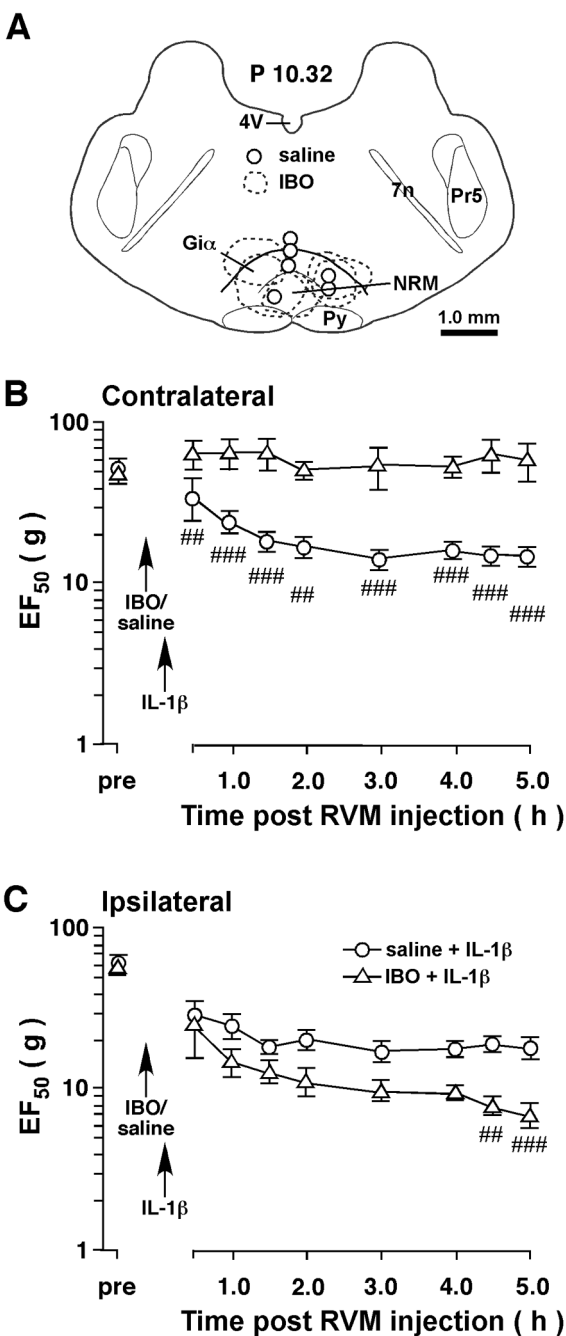 A
P 10.32
4V
saline
IBO
7n
Pr5
Giα
NRM
Py
1.0 mm
B Contralateral
100
EF50 ( g )
##
###
###
##
###
###
###
###
10
IBO/
saline
IL-1β
1
pre 1.0 2.0 3.0 4.0 5.0
Time post RVM injection ( h )
C Ipsilateral
100
saline + IL-1β
IBO + IL-1β
EF50 ( g )
10
IBO/
saline
## ###
IL-1β
1
pre 1.0 2.0 3.0 4.0 5.0
Time post RVM injection ( h )